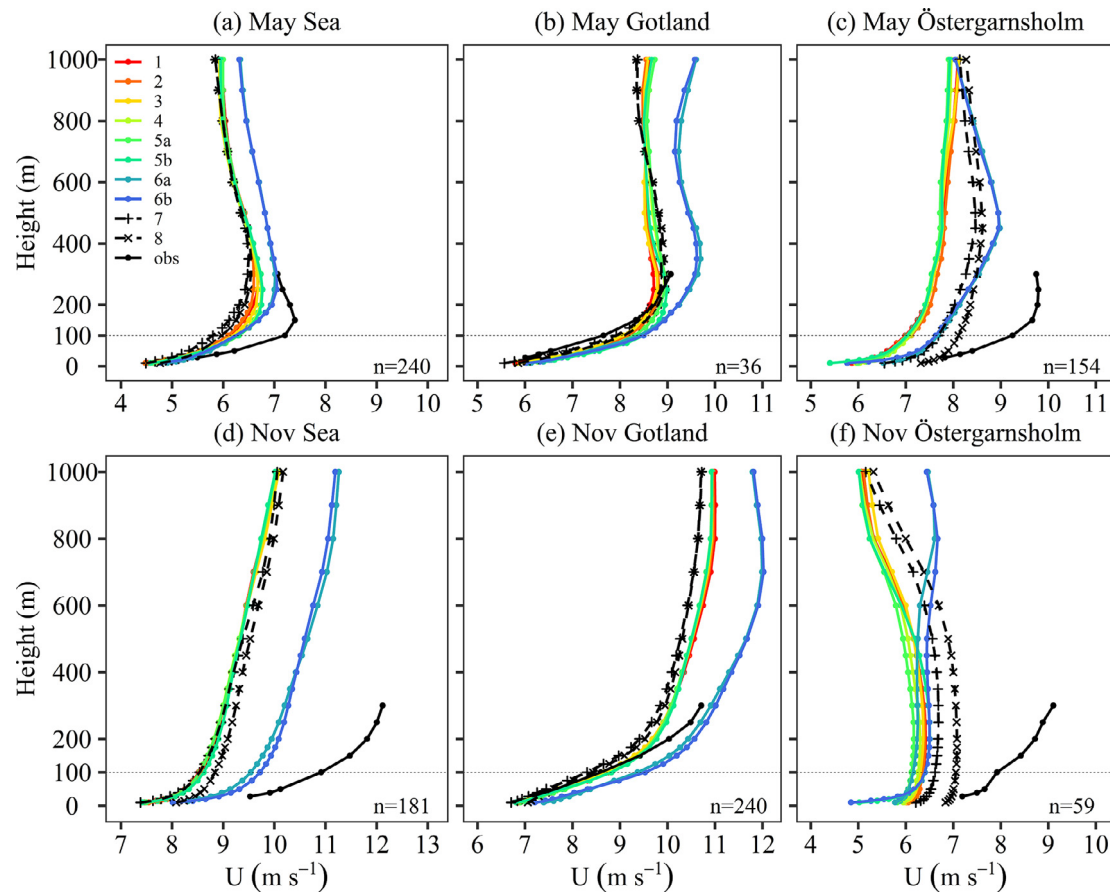 (a) May Sea (b) May Gotland (c) May Östergarnsholm
1000
800
600
400
200
100
0
Height (m)
1
2
3
4
5a
5b
6a
6b
7
8
obs
n=240
n=36
n=154
4 5 6 7 8 9 10
6 7 8 9 10 11
5 6 7 8 9 10 11
(d) Nov Sea (e) Nov Gotland (f) Nov Östergarnsholm
1000
800
600
400
200
100
0
Height (m)
n=181
n=240
n=59
7 8 9 10 11 12 13
6 7 8 9 10 11 12
4 5 6 7 8 9 10
U (m s⁻¹) U (m s⁻¹) U (m s⁻¹)